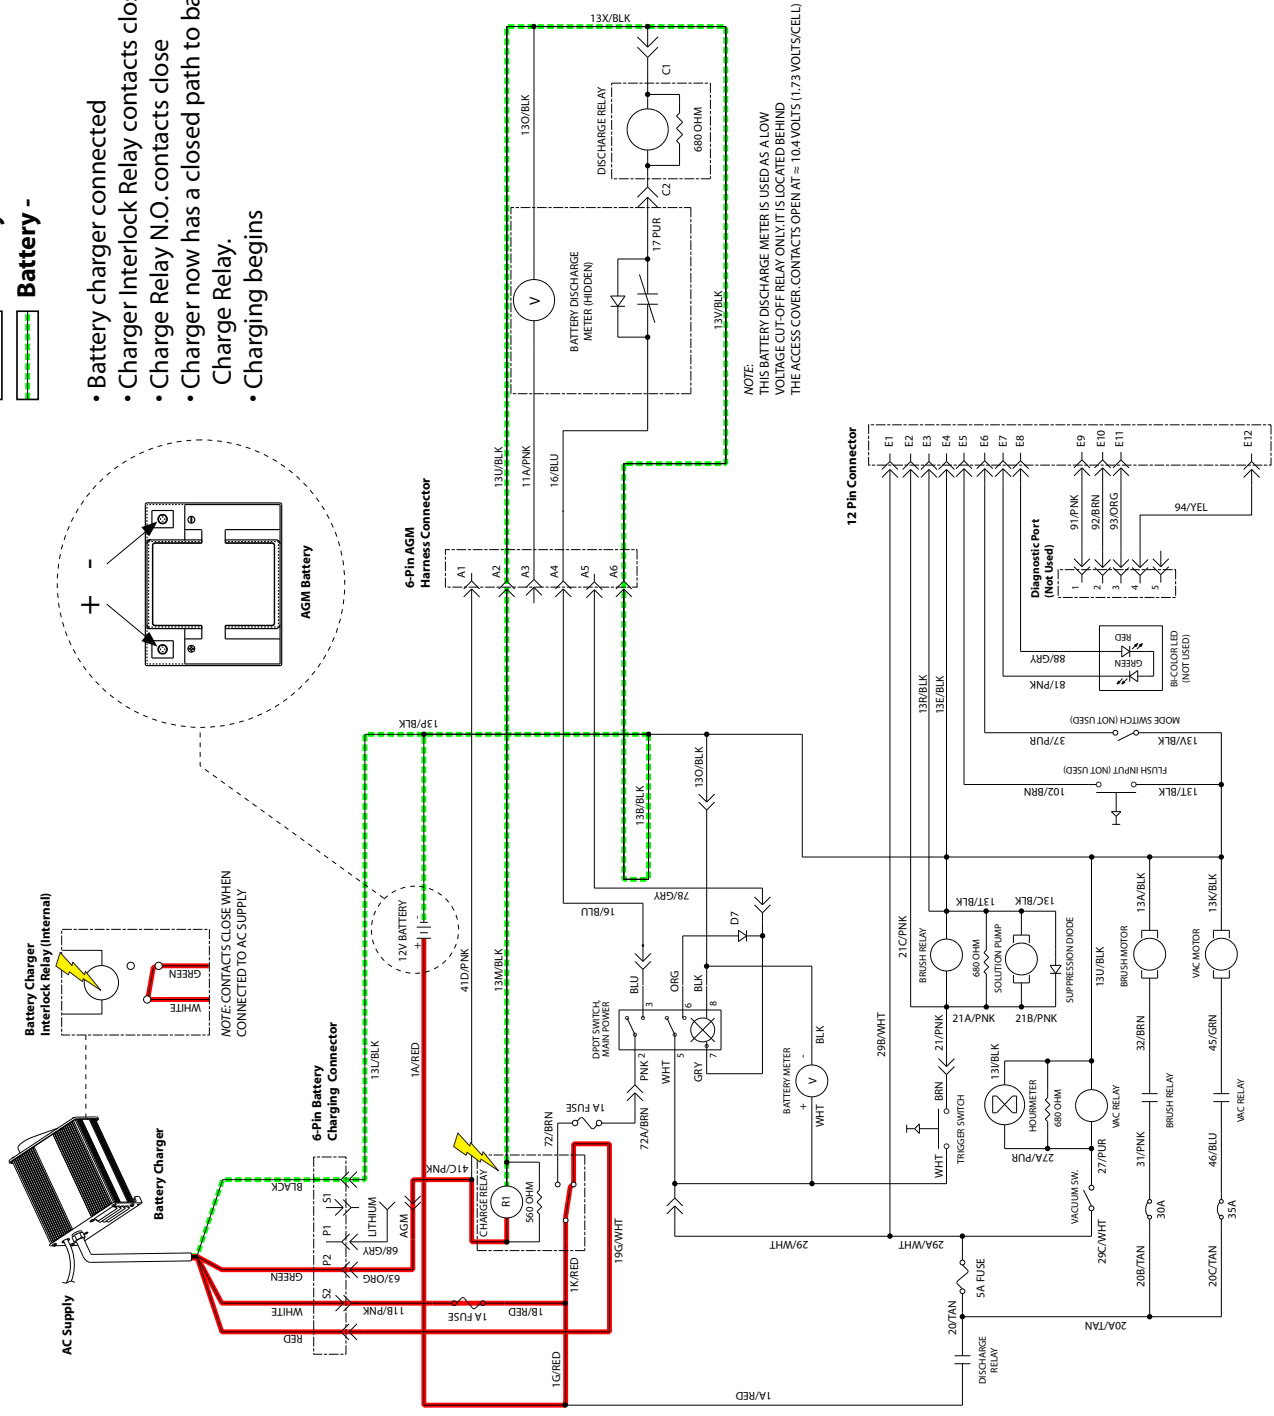 Battery -
• Battery charger connected
• Charger Interlock Relay contacts clos
• Charge Relay N.O. contacts close
• Charger now has a closed path to ba
Charge Relay.
• Charging begins
Battery Charger
Interlock Relay (Internal)
GREEN
WHITE
NOTE: CONTACTS CLOSE WHEN
CONNECTED TO AC SUPPLY
+ -
AGM Battery
AC Supply
Battery Charger
6-Pin Battery
Charging Connector
BLACK
GREEN
WHITE
RED
S1
P1
P2
S2
LITHIUM
AGM
68/GRY
63/ORG
11B/PNK
1A FUSE
1B/RED
13L/BLK
1A/RED
12V BATTERY
+
-
13P/BLK
41D/PNK
13M/BLK
41C/PNK
CHARGE RELAY
R1
560 OHM
72/BRN
1A FUSE
72A/BRN
19G/WHT
1K/RED
1G/RED
1A/RED
6-Pin AGM
Harness Connector
A1
A2
A3
A4
A5
A6
13U/BLK
11A/PNK
16/BLU
13X/BLK
13O/BLK
V
BATTERY DISCHARGE
METER (HIDDEN)
17 PUR
DISCHARGE RELAY
680 OHM
C1
C2
13V/BLK
NOTE:
THIS BATTERY DISCHARGE METER IS USED AS A LOW
VOLTAGE CUT-OFF RELAY ONLY. IT IS LOCATED BEHIND
THE ACCESS COVER. CONTACTS OPEN AT ≈ 10.4 VOLTS (1.73 VOLTS/CELL)
13B/BLK
13O/BLK
16/BLU
78/GRY
D7
DPDT SWITCH,
MAIN POWER
BLU
ORG
BLK
PNK
WHT
GRY
3
6
8
2
5
7
BATTERY METER
+
V
-
WHT
BLK
29/WHT
29A/WHT
29B/WHT
29C/WHT
5A FUSE
20/TAN
20A/TAN
DISCHARGE
RELAY
12 Pin Connector
E1
E2
E3
E4
E5
E6
E7
E8
E9
E10
E11
E12
91/PNK
92/BRN
93/ORG
94/YEL
Diagnostic Port
(Not Used)
1
2
3
4
5
RED
GREEN
BI-COLOR LED
(NOT USED)
88/GRY
81/PNK
13R/BLK
13E/BLK
37/PUR
MODE SWITCH (NOT USED)
13V/BLK
102/BRN
FLUSH INPUT (NOT USED)
13T/BLK
21C/PNK
BRUSH RELAY
13T/BLK
13C/BLK
680 OHM
SOLUTION PUMP
SUPPRESSION DIODE
21/PNK
21A/PNK
21B/PNK
BRN
WHT
TRIGGER SWITCH
13U/BLK
13I/BLK
HOURMETER
680 OHM
VAC RELAY
27A/PUR
27/PUR
VACUUM SW.
13A/BLK
BRUSH MOTOR
32/BRN
BRUSH RELAY
31/PNK
30A
20B/TAN
13K/BLK
VAC MOTOR
45/GRN
VAC RELAY
46/BLU
35A
20C/TAN